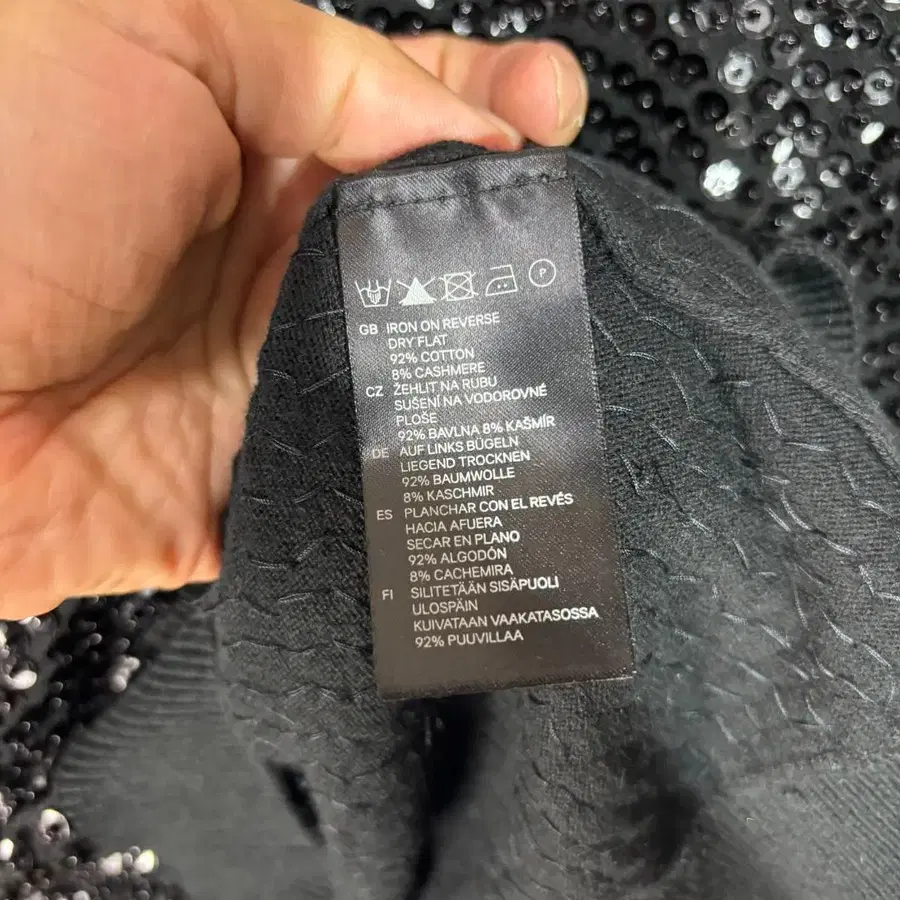 P
GB IRON ON REVERSE
DRY FLAT
92% COTTON
8% CASHMERE
CZ ŽEHLIT NA RUBU
SUŠENÍ NA VODOROVNÉ
PLOŠE
92% BAVLNA 8% KAŠMÍR
DE AUF LINKS BÜGELN
LIEGEND TROCKNEN
92% BAUMWOLLE
8% KASCHMIR
ES PLANCHAR CON EL REVÉS
HACIA AFUERA
SECAR EN PLANO
92% ALGODÓN
8% CACHEMIRA
FI SILITETÄÄN SISÄPUOLI
ULOSPÄIN
KUIVATAAN VAAKATASOSSA
92% PUUVILLAA